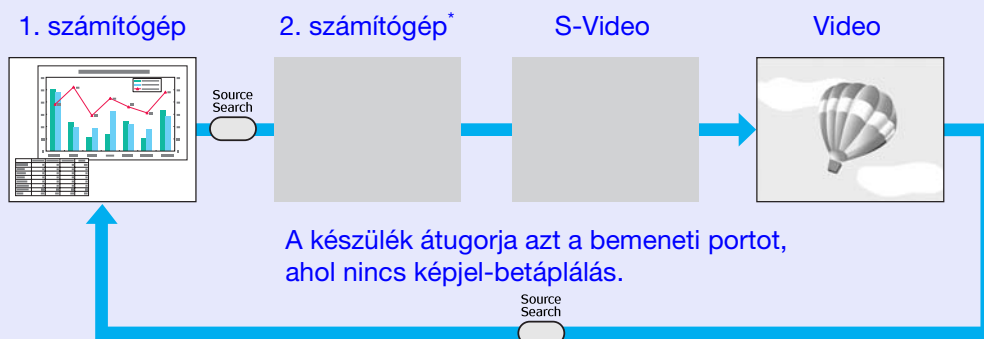 1. számítógép
2. számítógép*
S-Video
Video
Source
Search
A készülék átugorja azt a bemeneti portot,
ahol nincs képjel-betáplálás.
Source
Search